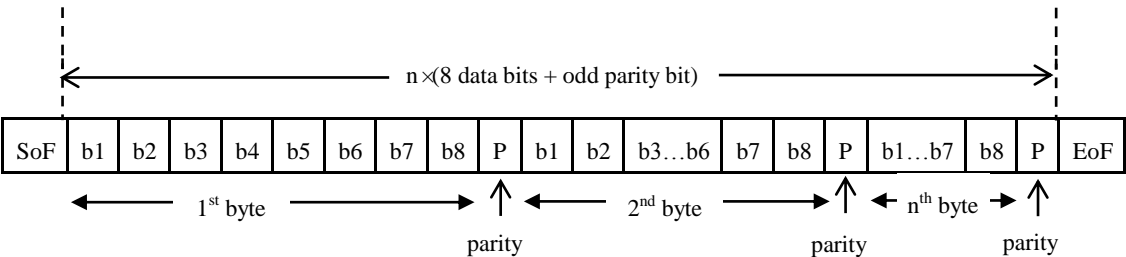 n×(8 data bits + odd parity bit)
SoF b1 b2 b3 b4 b5 b6 b7 b8 P b1 b2 b3…b6 b7 b8 P b1…b7 b8 P EoF
1st byte 2nd byte nth byte
parity parity parity